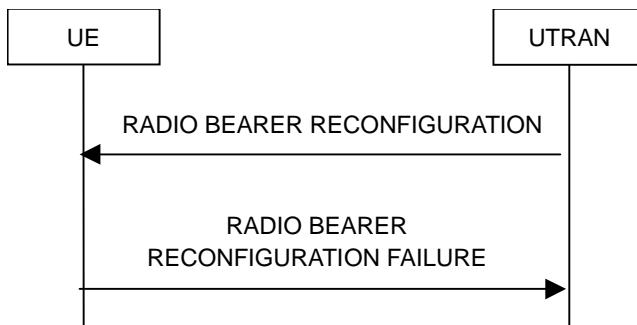 UE
UTRAN
RADIO BEARER RECONFIGURATION
RADIO BEARER
RECONFIGURATION FAILURE